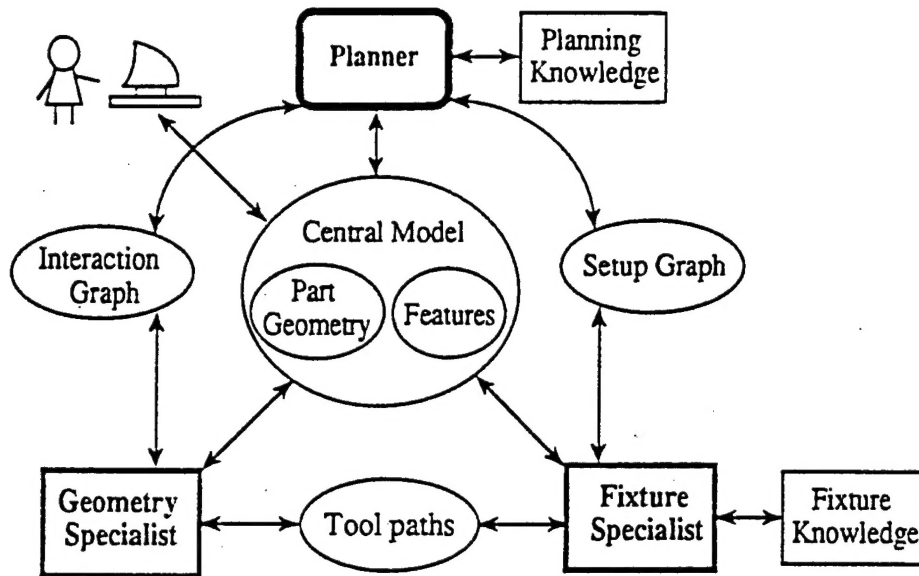 Planner
Planning
Knowledge
Interaction
Graph
Central Model
Part
Geometry
Features
Setup Graph
Geometry
Specialist
Tool paths
Fixture
Specialist
Fixture
Knowledge